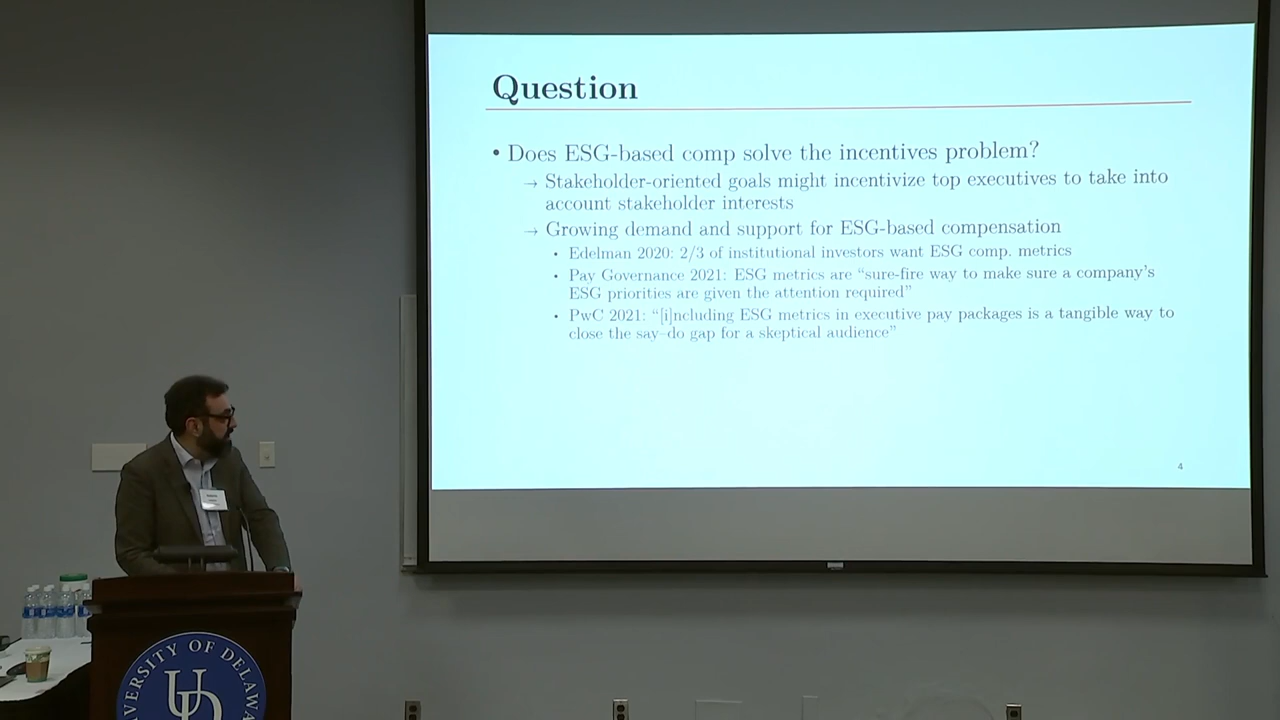 Question
• Does ESG-based comp solve the incentives problem?
→ Stakeholder-oriented goals might incentivize top executives to take into
account stakeholder interests
→ Growing demand and support for ESG-based compensation
• Edelman 2020: 2/3 of institutional investors want ESG comp. metrics
• Pay Governance 2021: ESG metrics are “sure-fire way to make sure a company’s
ESG priorities are given the attention required”
• PwC 2021: “[i]ncluding ESG metrics in executive pay packages is a tangible way to
close the say–do gap for a skeptical audience”
4
VERSITY OF DELAWA
UD